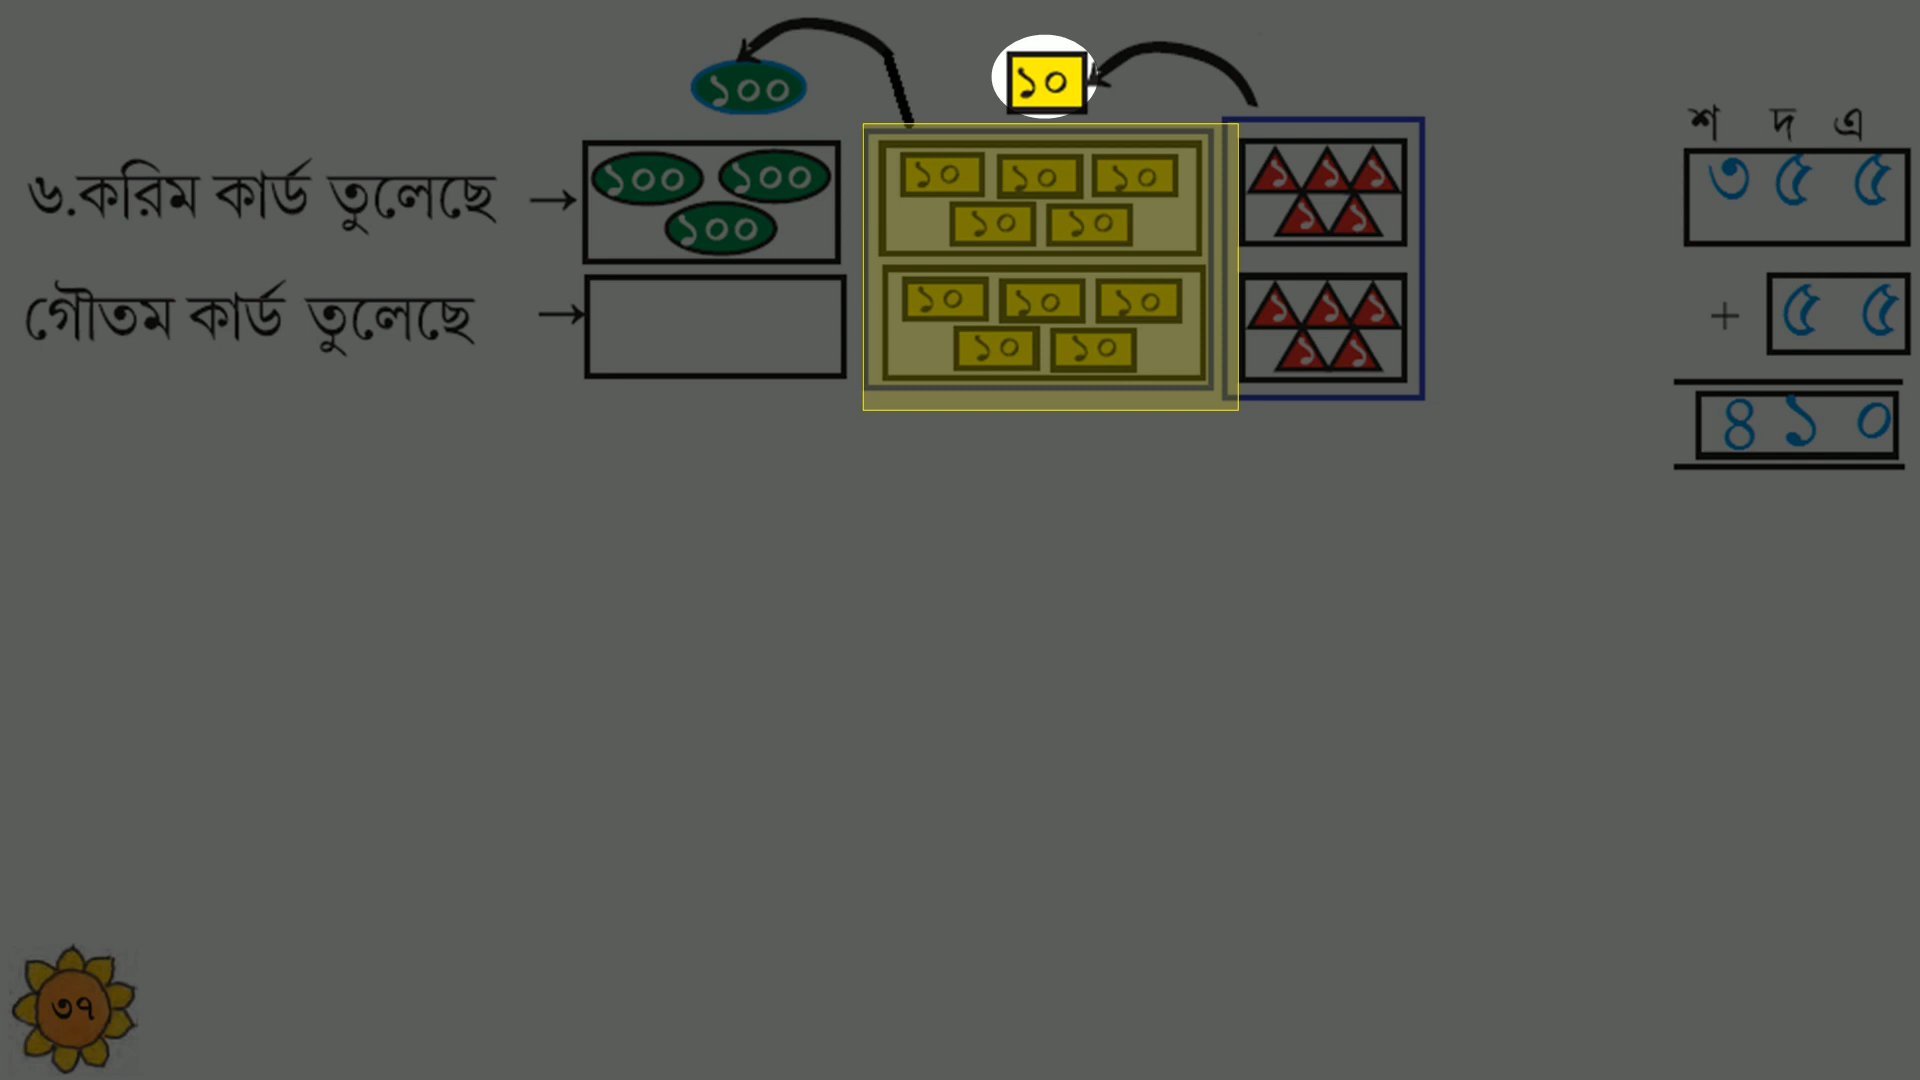 ১০০ ১০
শ দ এ
৬.করিম কার্ড তুলেছে → ১০০ ১০০ ১০ ১০ ১০ ১ ১ ১ ৩ ৫ ৫
১০০ ১০ ১০ ১ ১
গৌতম কার্ড তুলেছে → ১০ ১০ ১০ ১ ১ ১ + ৫ ৫
১০ ১০ ১ ১
৪ ১ ০
৩৭